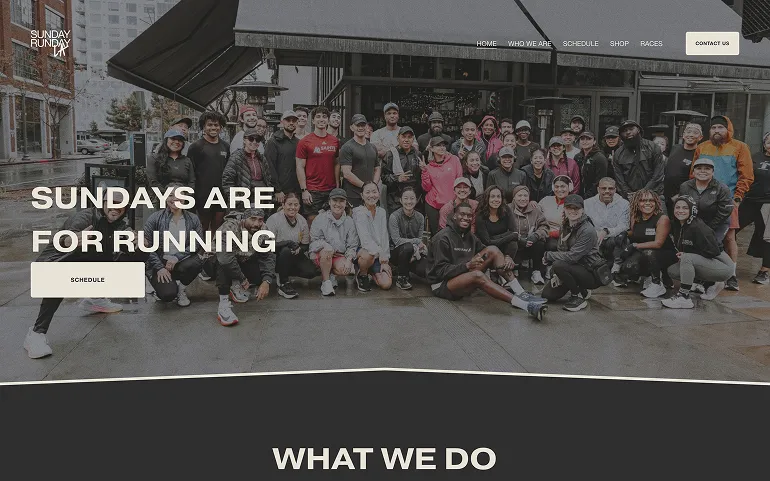 SUNDAY
RUNDAY
LA
HOME WHO WE ARE SCHEDULE SHOP RACES CONTACT US
SUNDAYS ARE
FOR RUNNING
SCHEDULE
WHAT WE DO